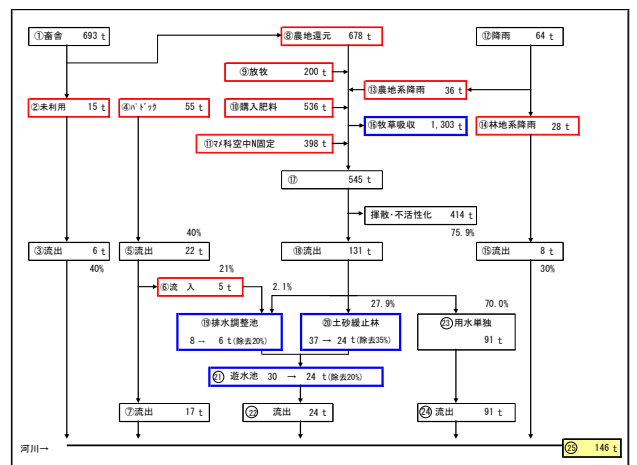 ①畜舎 693 t
⑧農地還元 678 t
⑫降雨 64 t
⑨放牧 200 t
⑬農地系降雨 36 t
②未利用 15 t
④パドック 55 t
⑩購入肥料 536 t
⑯牧草吸収 1,303 t
⑭林地系降雨 28 t
⑪マメ科空中N固定 398 t
⑰ 545 t
揮散・不活性化 414 t
40%
75.9%
③流出 6 t
⑤流出 22 t
⑱流出 131 t
⑮流出 8 t
40%
21%
30%
⑥流 入 5 t
2.1%
27.9%
70.0%
⑲排水調整池
8 → 6 t(除去20%)
⑳土砂緩止林
37 → 24 t(除去35%)
㉓用水単独
91 t
㉑ 遊水池 30 → 24 t(除去20%)
⑦流出 17 t
㉒ 流出 24 t
㉔ 流出 91 t
河川→
㉕ 146 t